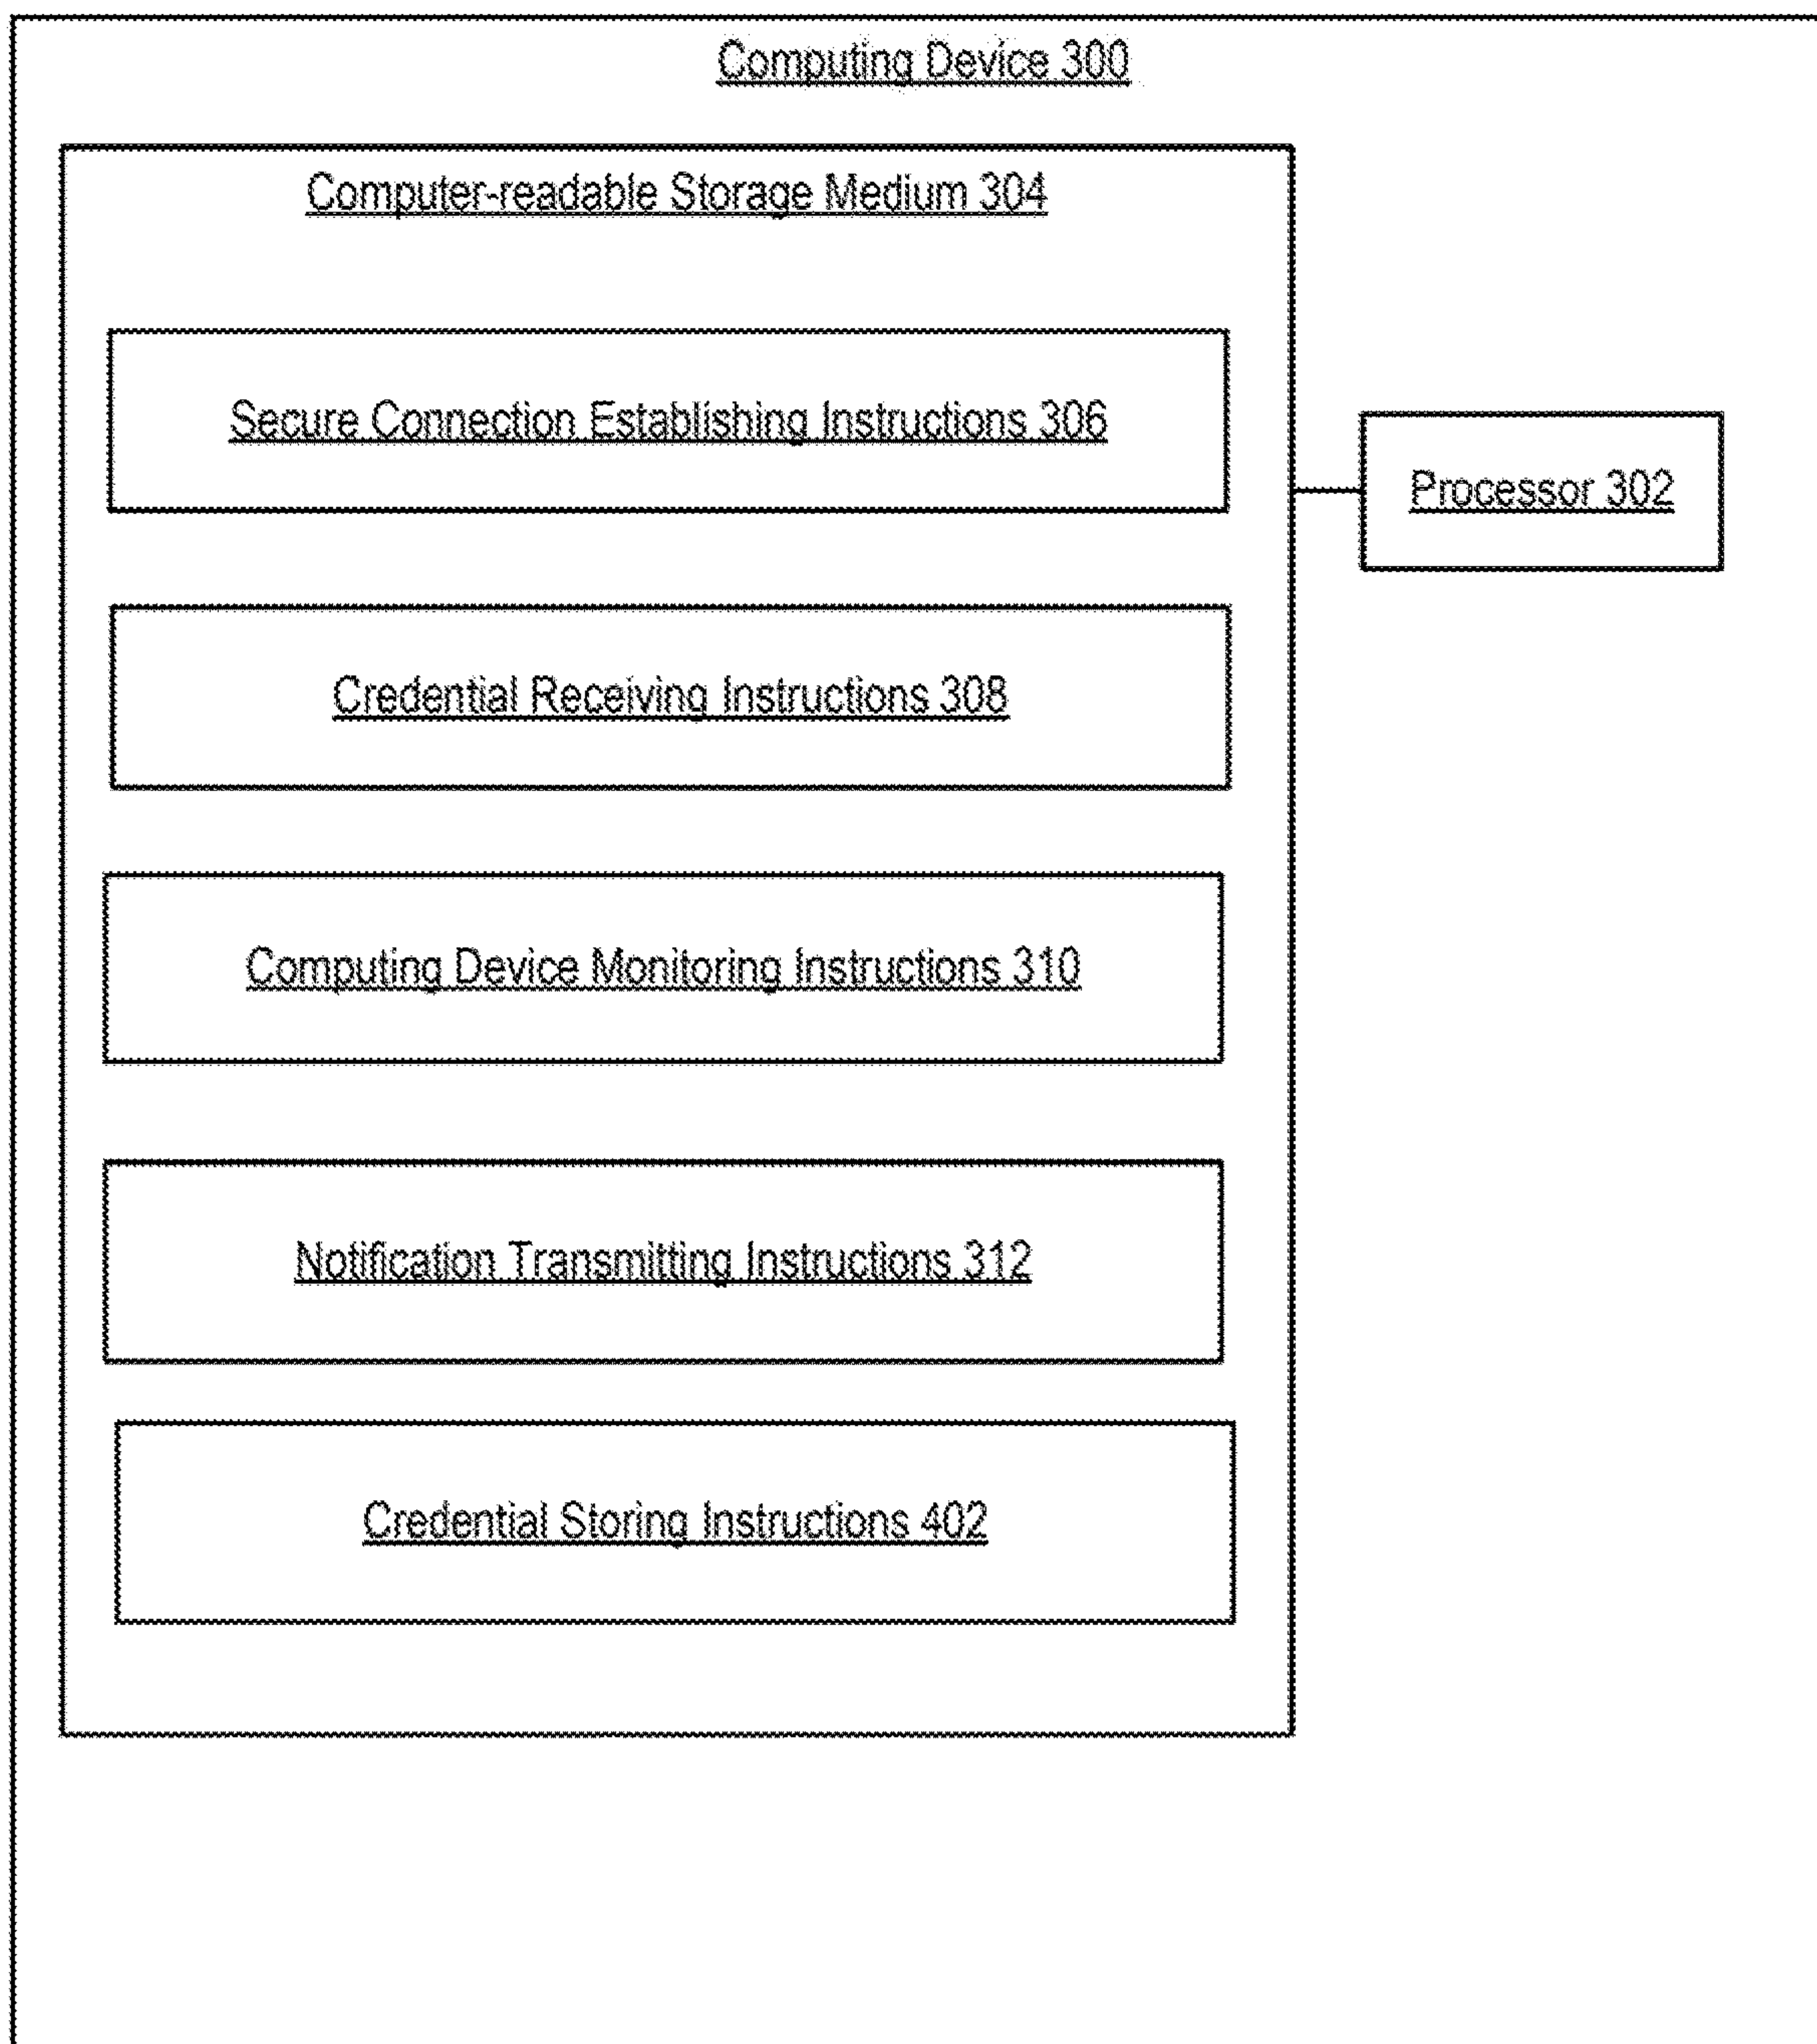 Computing Device 300
Computer-readable Storage Medium 304
Secure Connection Establishing Instructions 306
Processor 302
Credential Receiving Instructions 308
Computing Device Monitoring Instructions 310
Notification Transmitting Instructions 312
Credential Storing Instructions 402